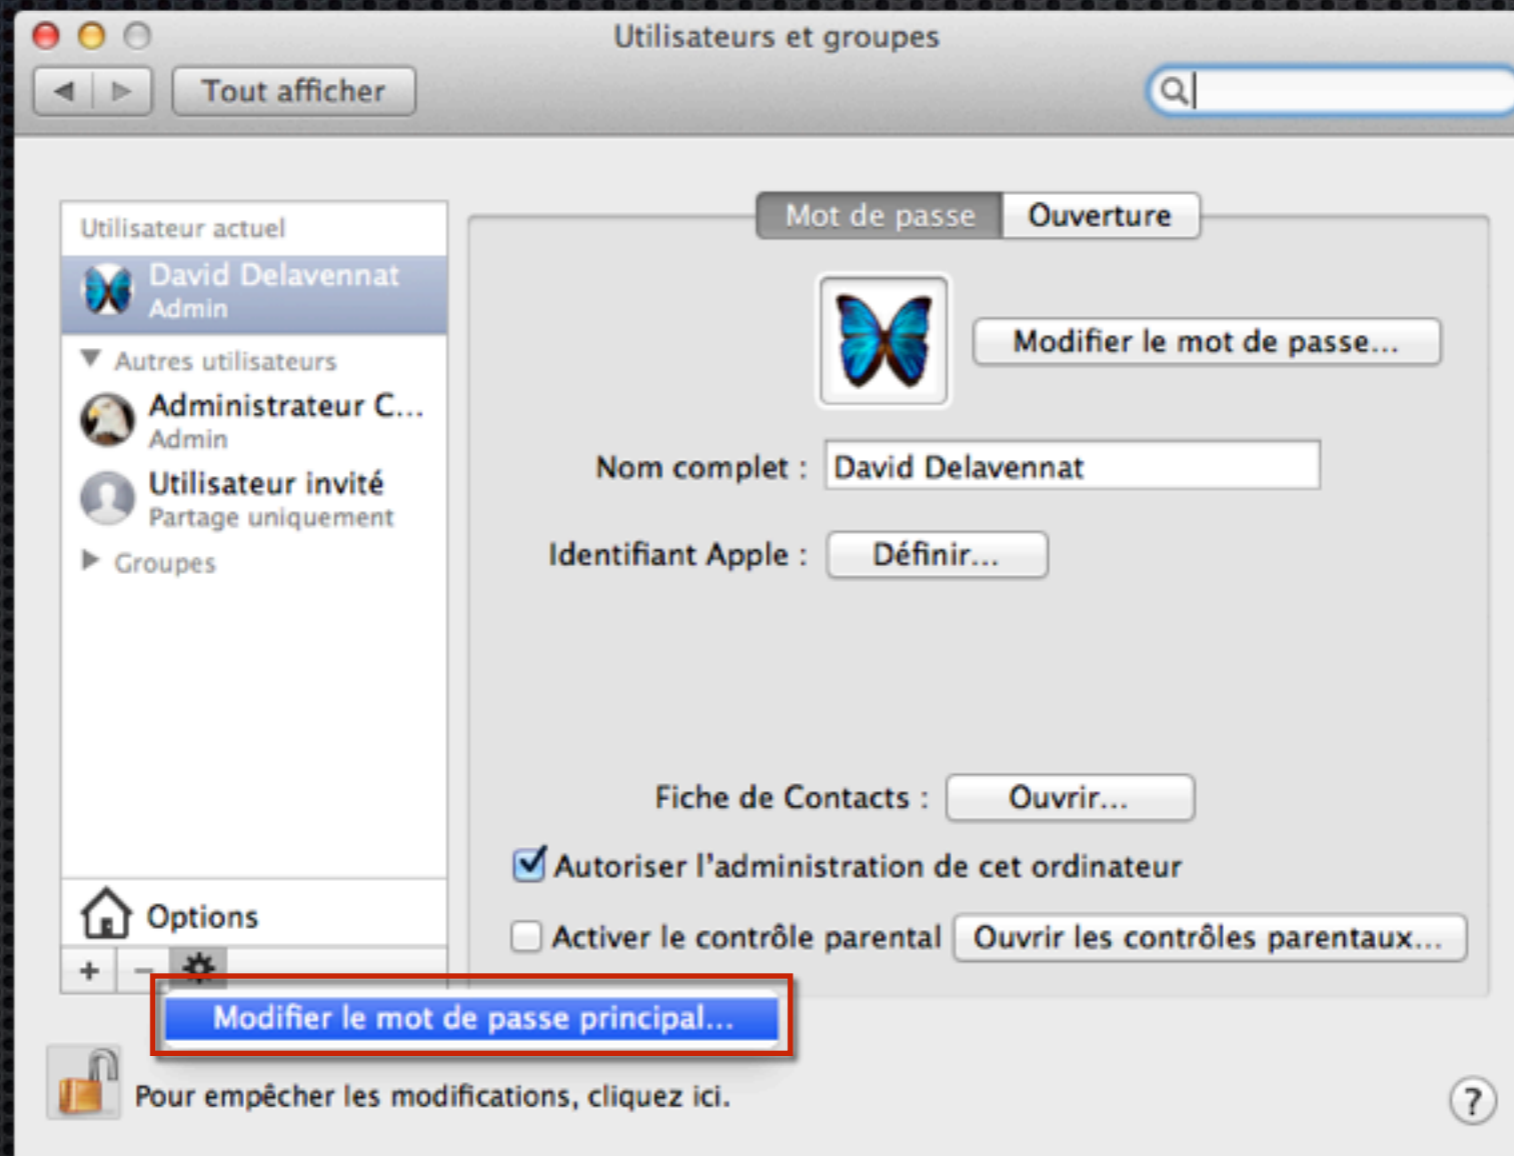 Utilisateurs et groupes
Tout afficher
Mot de passe
Ouverture
Utilisateur actuel
David Delavennat
Admin
Autres utilisateurs
Administrateur C...
Admin
Utilisateur invité
Partage uniquement
Groupes
Options
+ -
Modifier le mot de passe...
Nom complet : David Delavennat
Identifiant Apple : Définir...
Fiche de Contacts : Ouvrir...
Autoriser l'administration de cet ordinateur
Activer le contrôle parental Ouvrir les contrôles parentaux...
Modifier le mot de passe principal...
Pour empêcher les modifications, cliquez ici.
?